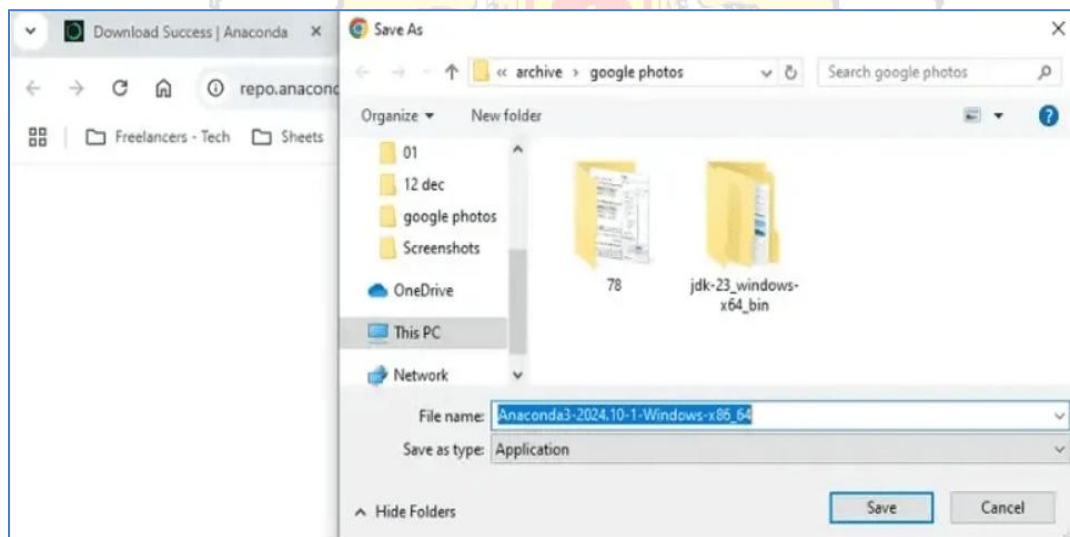 Download Success | Anaconda
Save As
archive
google photos
Search google photos
repo.anacond
Organize
New folder
Freelancers - Tech
Sheets
01
12 dec
google photos
Screenshots
OneDrive
This PC
Network
78
jdk-23_windows-
x64_bin
File name: Anaconda3-2024.10-1-Windows-x86_64
Save as type: Application
Hide Folders
Save
Cancel